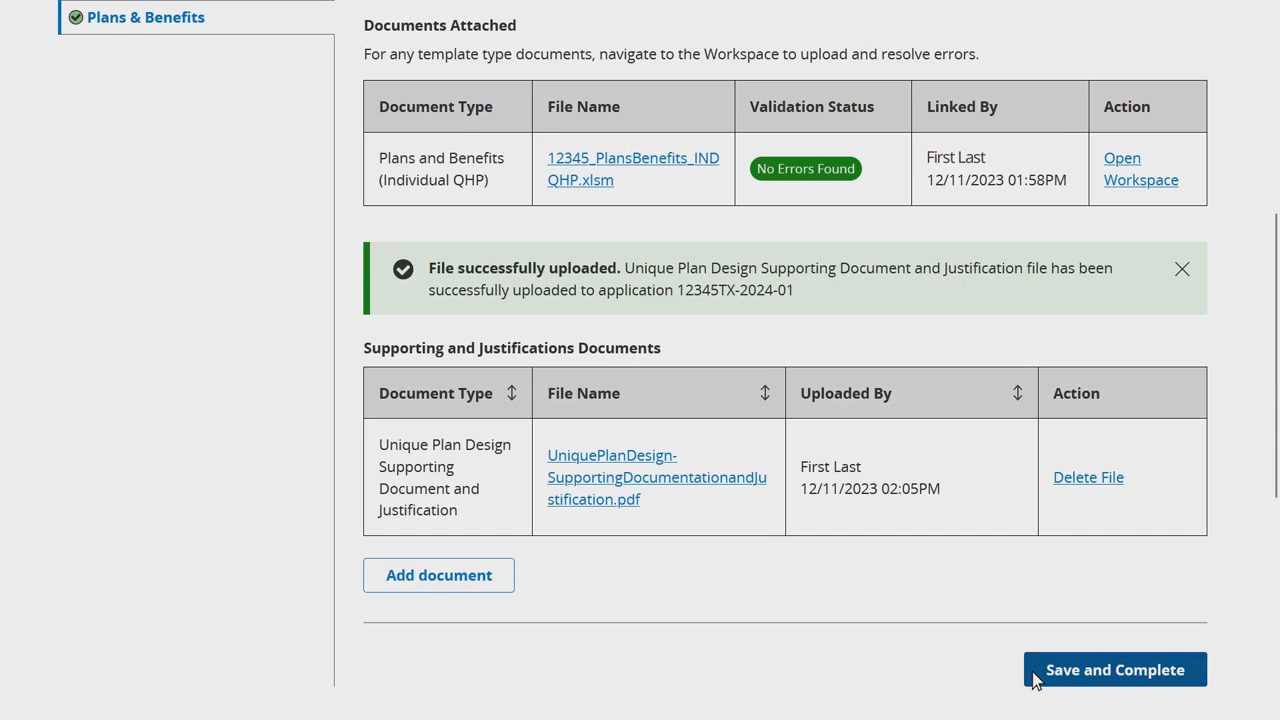 Plans & Benefits
Documents Attached
For any template type documents, navigate to the Workspace to upload and resolve errors.
Document Type File Name Validation Status Linked By Action
Plans and Benefits
(Individual QHP)
12345_PlansBenefits_IND
QHP.xlsm
No Errors Found
First Last
12/11/2023 01:58PM
Open
Workspace
File successfully uploaded. Unique Plan Design Supporting Document and Justification file has been
successfully uploaded to application 12345TX-2024-01
Supporting and Justifications Documents
Document Type File Name Uploaded By Action
Unique Plan Design
Supporting
Document and
Justification
UniquePlanDesign-
SupportingDocumentationandJu
stification.pdf
First Last
12/11/2023 02:05PM
Delete File
Add document
Save and Complete